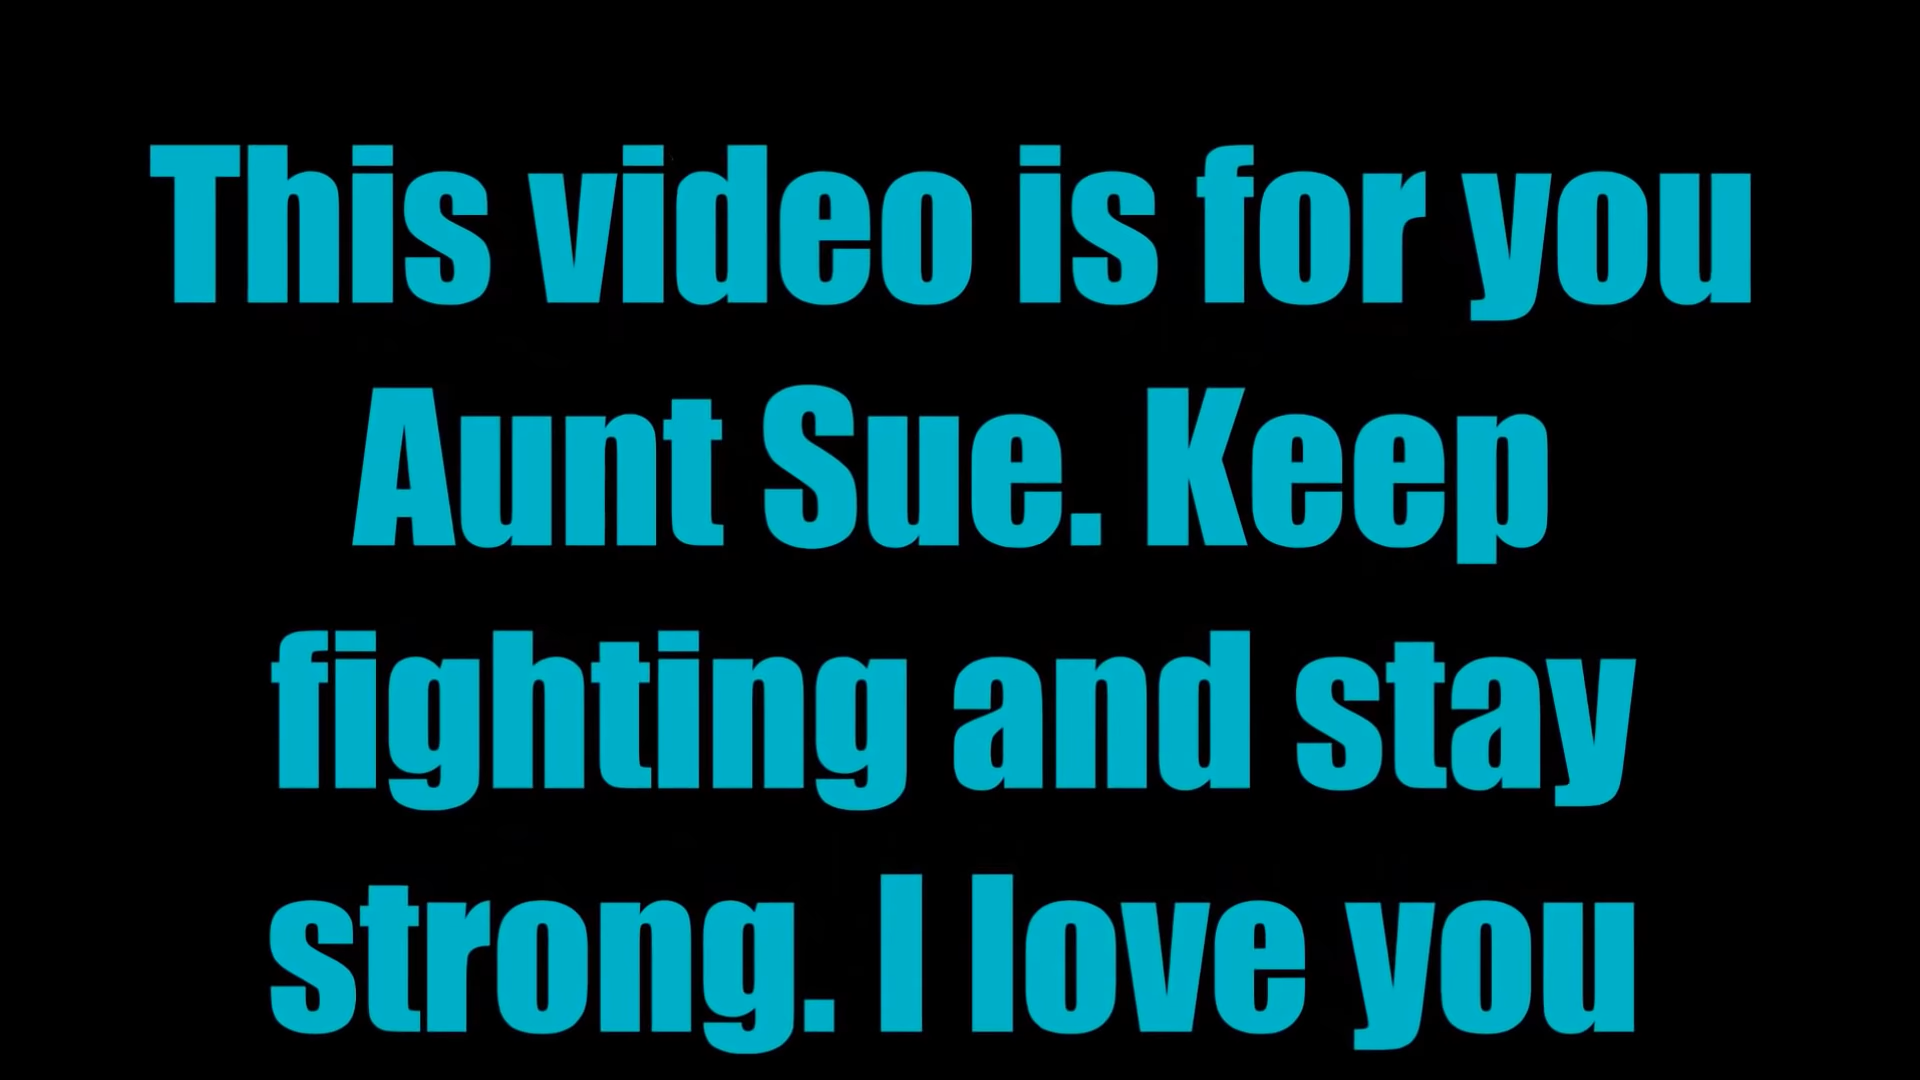 This video is for you
Aunt Sue. Keep
fighting and stay
strong. I love you